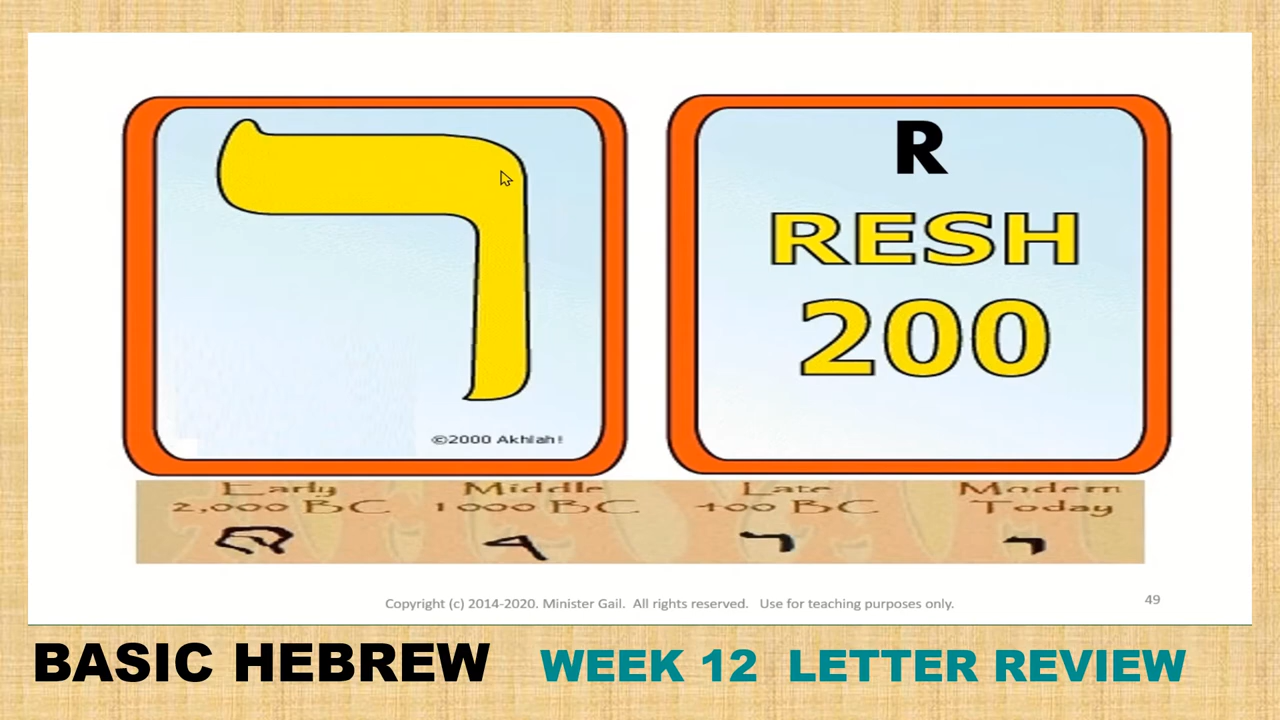 ר
R
RESH
200
©2000 Akhlah!
Early Middle Late Modern
2,000 BC 1000 BC 400 BC Today
Copyright (c) 2014-2020. Minister Gail. All rights reserved. Use for teaching purposes only.
49
BASIC HEBREW WEEK 12 LETTER REVIEW